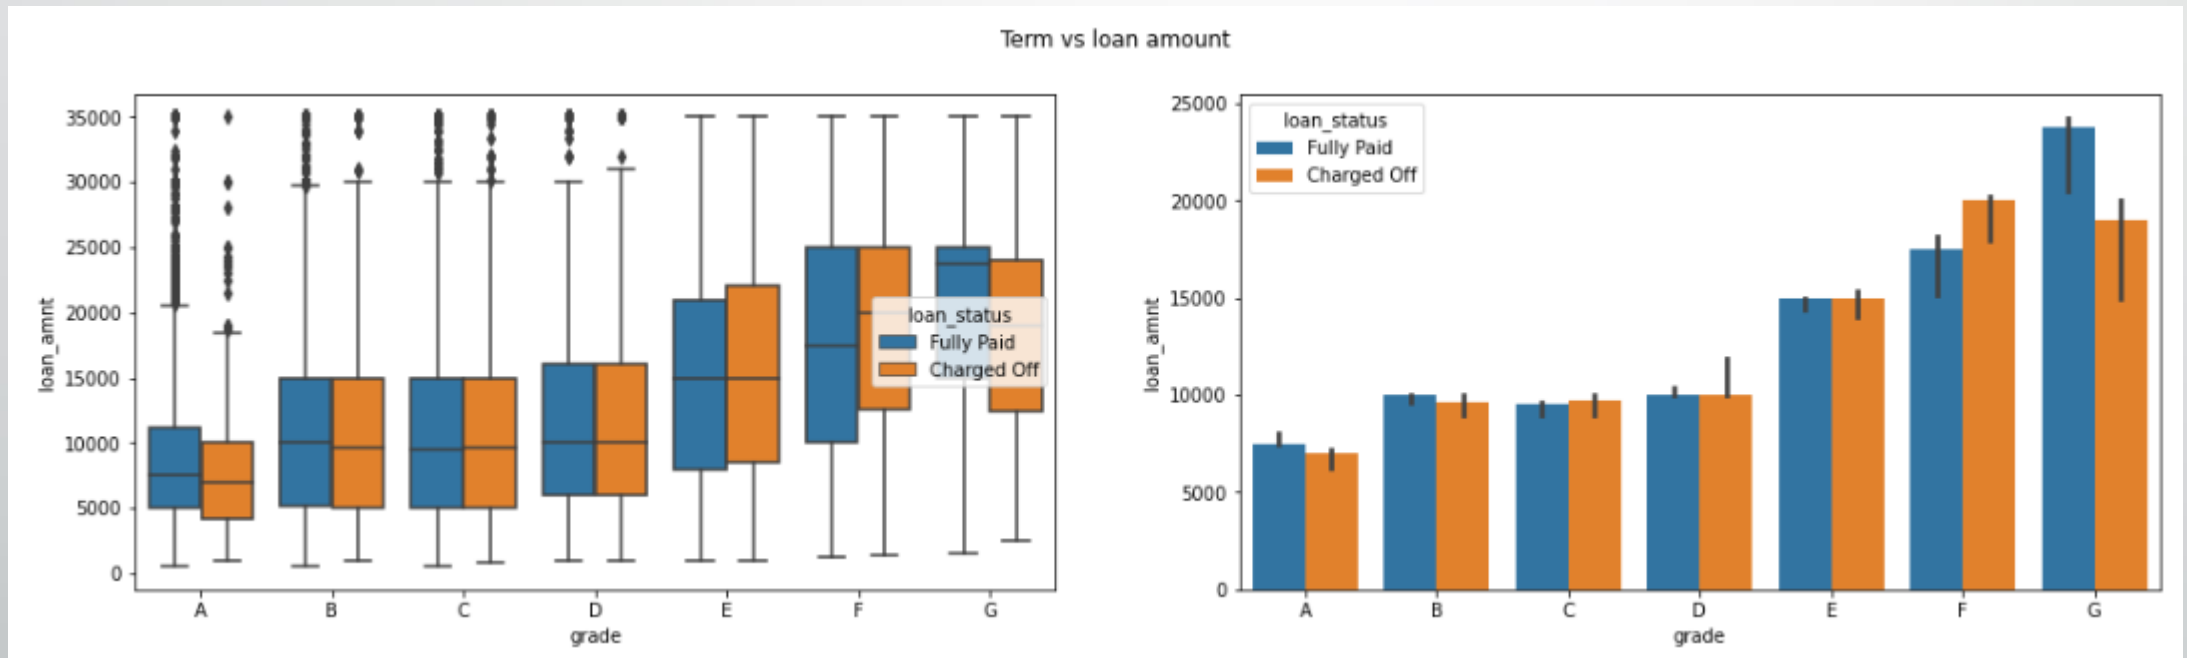 Term vs loan amount
35000
30000
25000
20000
15000
10000
5000
0
loan_amnt
loan_status
Fully Paid
Charged Off
A B C D E F G
grade
25000
20000
15000
10000
5000
0
loan_amnt
loan_status
Fully Paid
Charged Off
A B C D E F G
grade